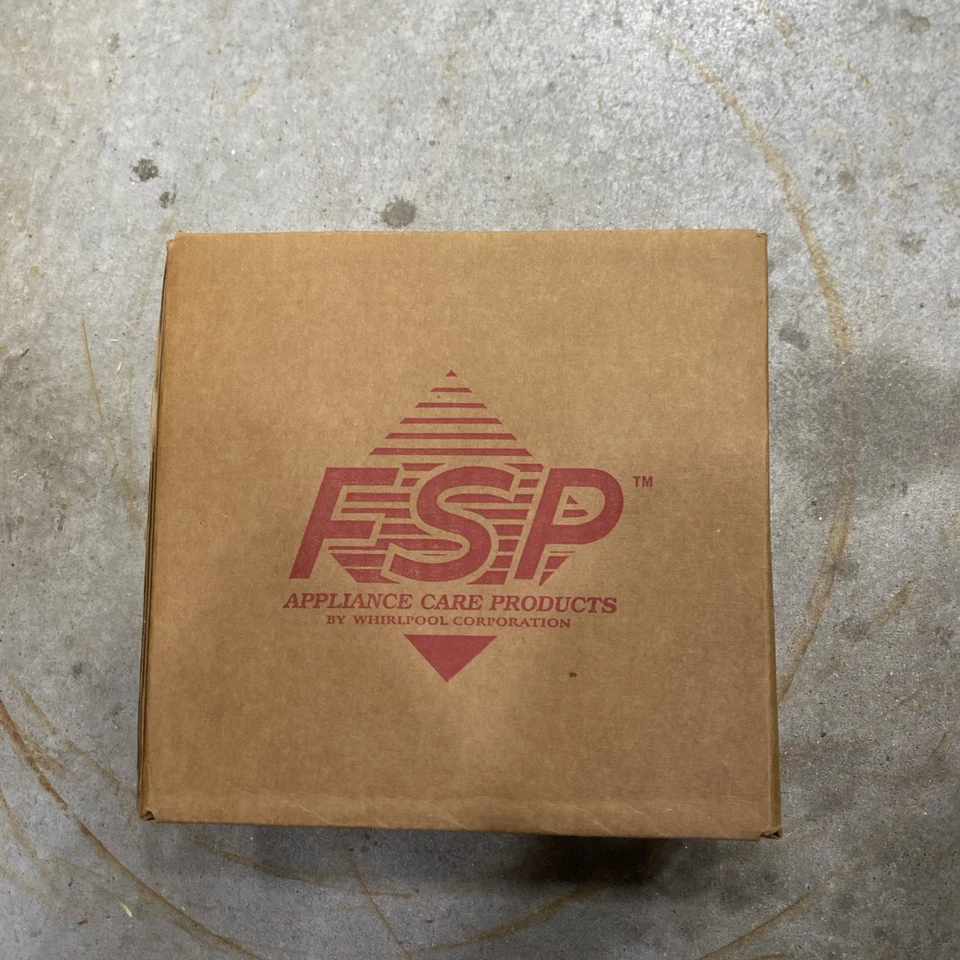 FSP™
APPLIANCE CARE PRODUCTS
BY WHIRLPOOL CORPORATION